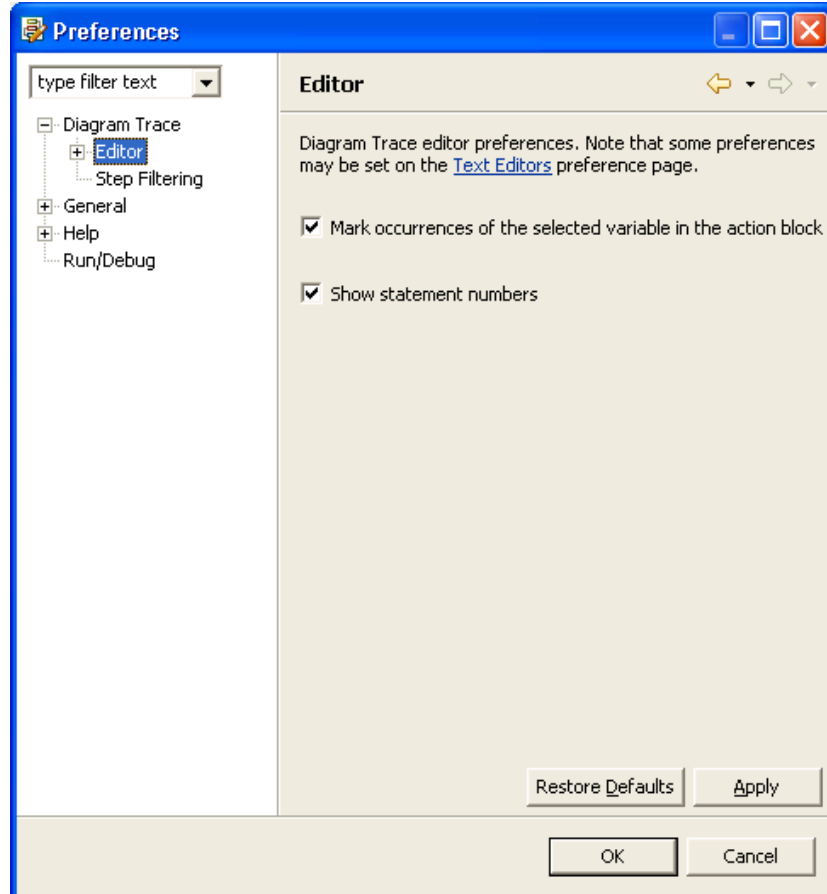 Preferences
type filter text
Editor
Diagram Trace
Editor
Step Filtering
General
Help
Run/Debug
Diagram Trace editor preferences. Note that some preferences
may be set on the Text Editors preference page.
Mark occurrences of the selected variable in the action block
Show statement numbers
Restore Defaults
Apply
OK
Cancel